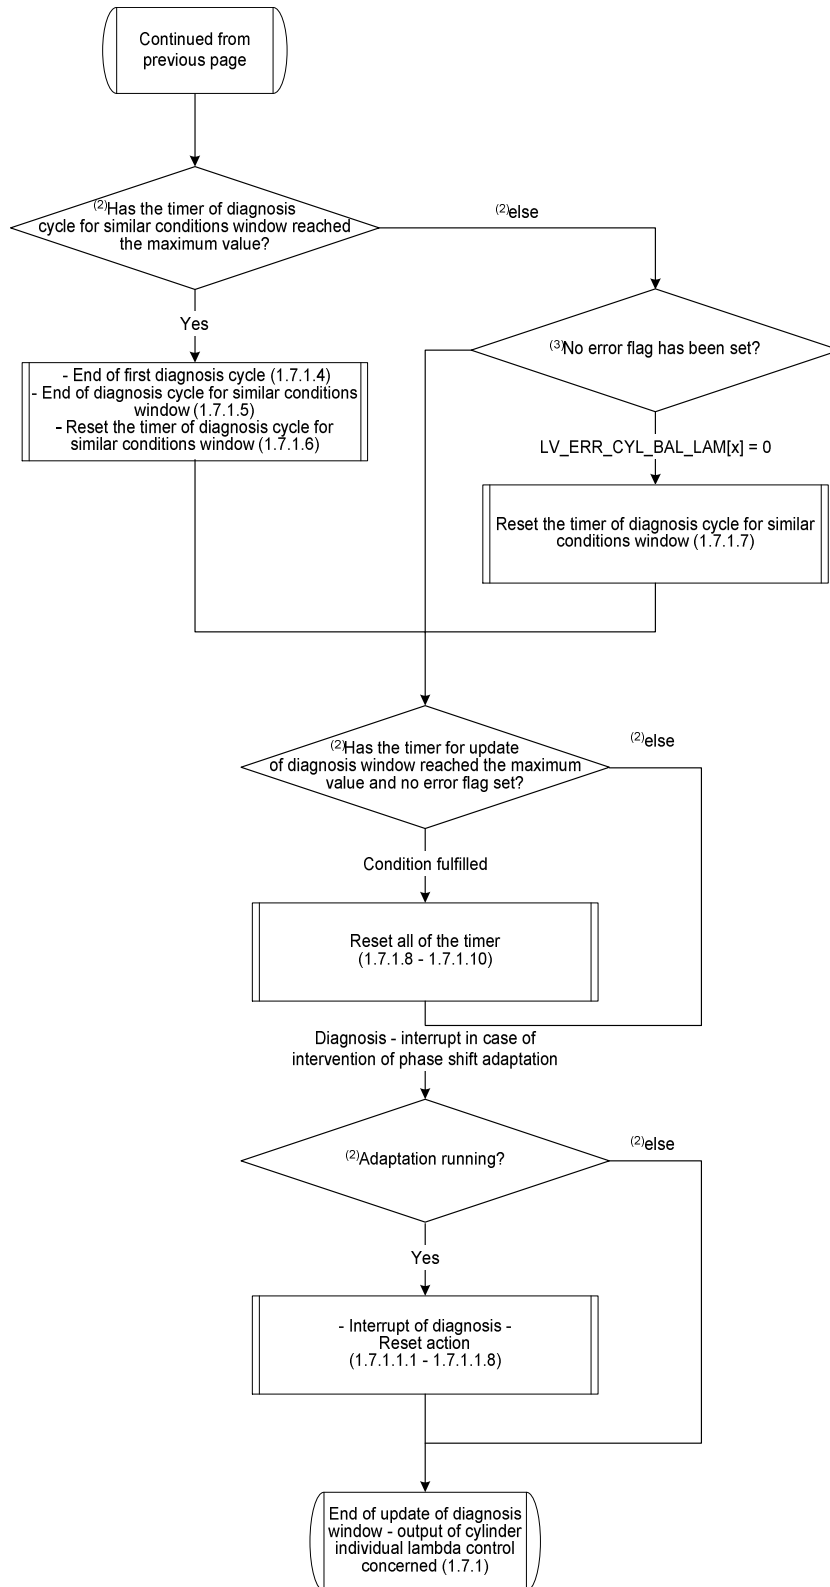 Continued from
previous page
(2)Has the timer of diagnosis
cycle for similar conditions window reached
the maximum value?
(2)else
Yes
(3)No error flag has been set?
- End of first diagnosis cycle (1.7.1.4)
- End of diagnosis cycle for similar conditions
window (1.7.1.5)
- Reset the timer of diagnosis cycle for
similar conditions window (1.7.1.6)
LV_ERR_CYL_BAL_LAM[x] = 0
Reset the timer of diagnosis cycle for similar
conditions window (1.7.1.7)
(2)Has the timer for update
of diagnosis window reached the maximum
value and no error flag set?
(2)else
Condition fulfilled
Reset all of the timer
(1.7.1.8 - 1.7.1.10)
Diagnosis - interrupt in case of
intervention of phase shift adaptation
(2)Adaptation running?
(2)else
Yes
- Interrupt of diagnosis -
Reset action
(1.7.1.1.1 - 1.7.1.1.8)
End of update of diagnosis
window - output of cylinder
individual lambda control
concerned (1.7.1)